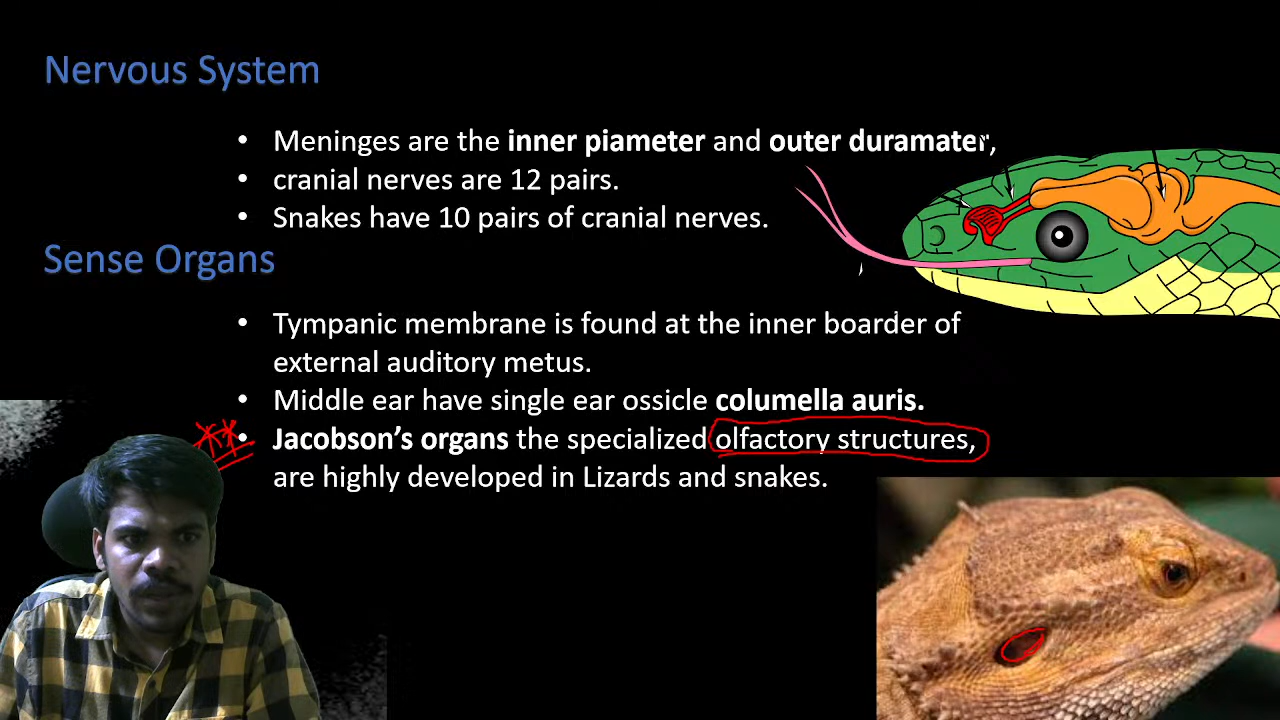 Nervous System
• Meninges are the inner piameter and outer duramater,
• cranial nerves are 12 pairs.
• Snakes have 10 pairs of cranial nerves.
Sense Organs
• Tympanic membrane is found at the inner boarder of
external auditory metus.
• Middle ear have single ear ossicle columella auris.
• Jacobson’s organs the specialized olfactory structures,
are highly developed in Lizards and snakes.